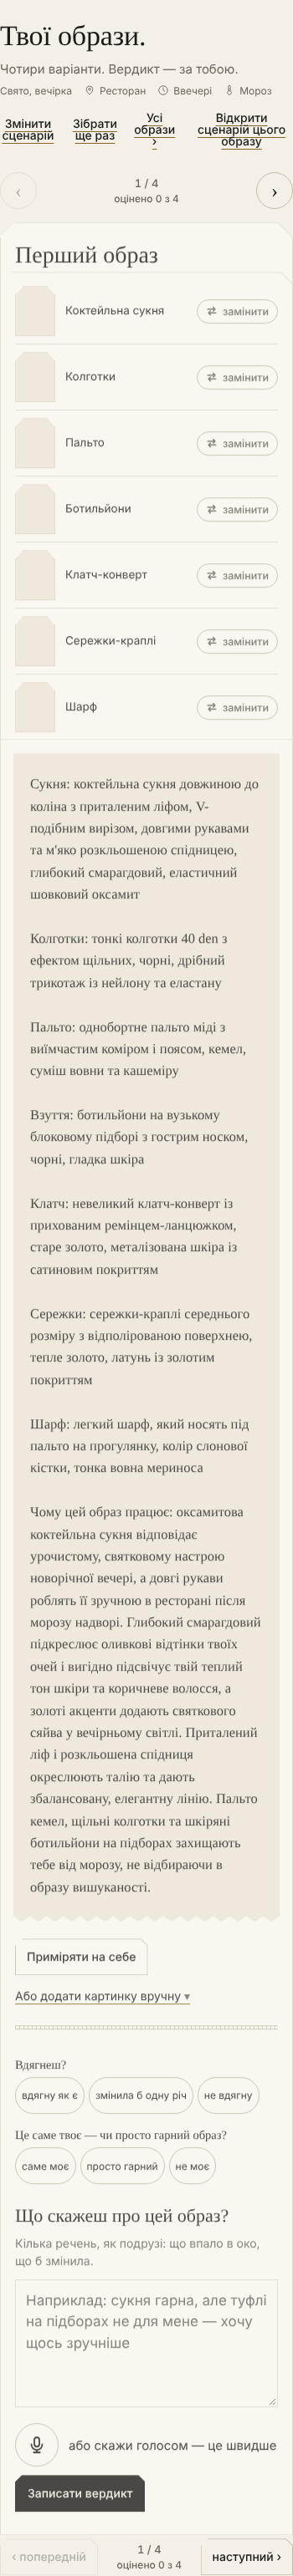 Твої образи.
Чотири варіанти. Вердикт — за тобою.
Свято, вечірка Ресторан Ввечері Мороз
Змінити
сценарій
Зібрати
ще раз
Усі
образи
›
Відкрити
сценарій цього
образу
‹
1 / 4
оцінено 0 з 4
›
Перший образ
Коктейльна сукня ⇄ замінити
Колготки ⇄ замінити
Пальто ⇄ замінити
Ботильйони ⇄ замінити
Клатч-конверт ⇄ замінити
Сережки-краплі ⇄ замінити
Шарф ⇄ замінити
Сукня: коктейльна сукня довжиною до
коліна з приталеним ліфом, V-
подібним вирізом, довгими рукавами
та м'яко розкльошеною спідницею,
глибокий смарагдовий, еластичний
шовковий оксамит
Колготки: тонкі колготки 40 den з
ефектом щільних, чорні, дрібний
трикотаж із нейлону та еластану
Пальто: однобортне пальто міді з
виїмчастим коміром і поясом, кемел,
суміш вовни та кашеміру
Взуття: ботильйони на вузькому
блоковому підборі з гострим носком,
чорні, гладка шкіра
Клатч: невеликий клатч-конверт із
прихованим ремінцем-ланцюжком,
старе золото, металізована шкіра із
сатиновим покриттям
Сережки: сережки-краплі середнього
розміру з відполірованою поверхнею,
тепле золото, латунь із золотим
покриттям
Шарф: легкий шарф, який носять під
пальто на прогулянку, колір слонової
кістки, тонка вовна мериноса
Чому цей образ працює: оксамитова
коктейльна сукня відповідає
урочистому, святковому настрою
новорічної вечері, а довгі рукави
роблять її зручною в ресторані після
морозу надворі. Глибокий смарагдовий
підкреслює оливкові відтінки твоїх
очей і вигідно підсвічує твій теплий
тон шкіри та коричневе волосся, а
золоті акценти додають святкового
сяйва у вечірньому світлі. Приталений
ліф і розкльошена спідниця
окреслюють талію та дають
збалансовану, елегантну лінію. Пальто
кемел, щільні колготки та шкіряні
ботильйони на підборах захищають
тебе від морозу, не відбираючи в
образу вишуканості.
Приміряти на себе
Або додати картинку вручну ▾
Вдягнеш?
вдягну як є змінила б одну річ не вдягну
Це саме твоє — чи просто гарний образ?
саме моє просто гарний не моє
Що скажеш про цей образ?
Кілька речень, як подрузі: що впало в око,
що б змінила.
Наприклад: сукня гарна, але туфлі
на підборах не для мене — хочу
щось зручніше
або скажи голосом — це швидше
Записати вердикт
‹ попередній
1 / 4
оцінено 0 з 4
наступний ›